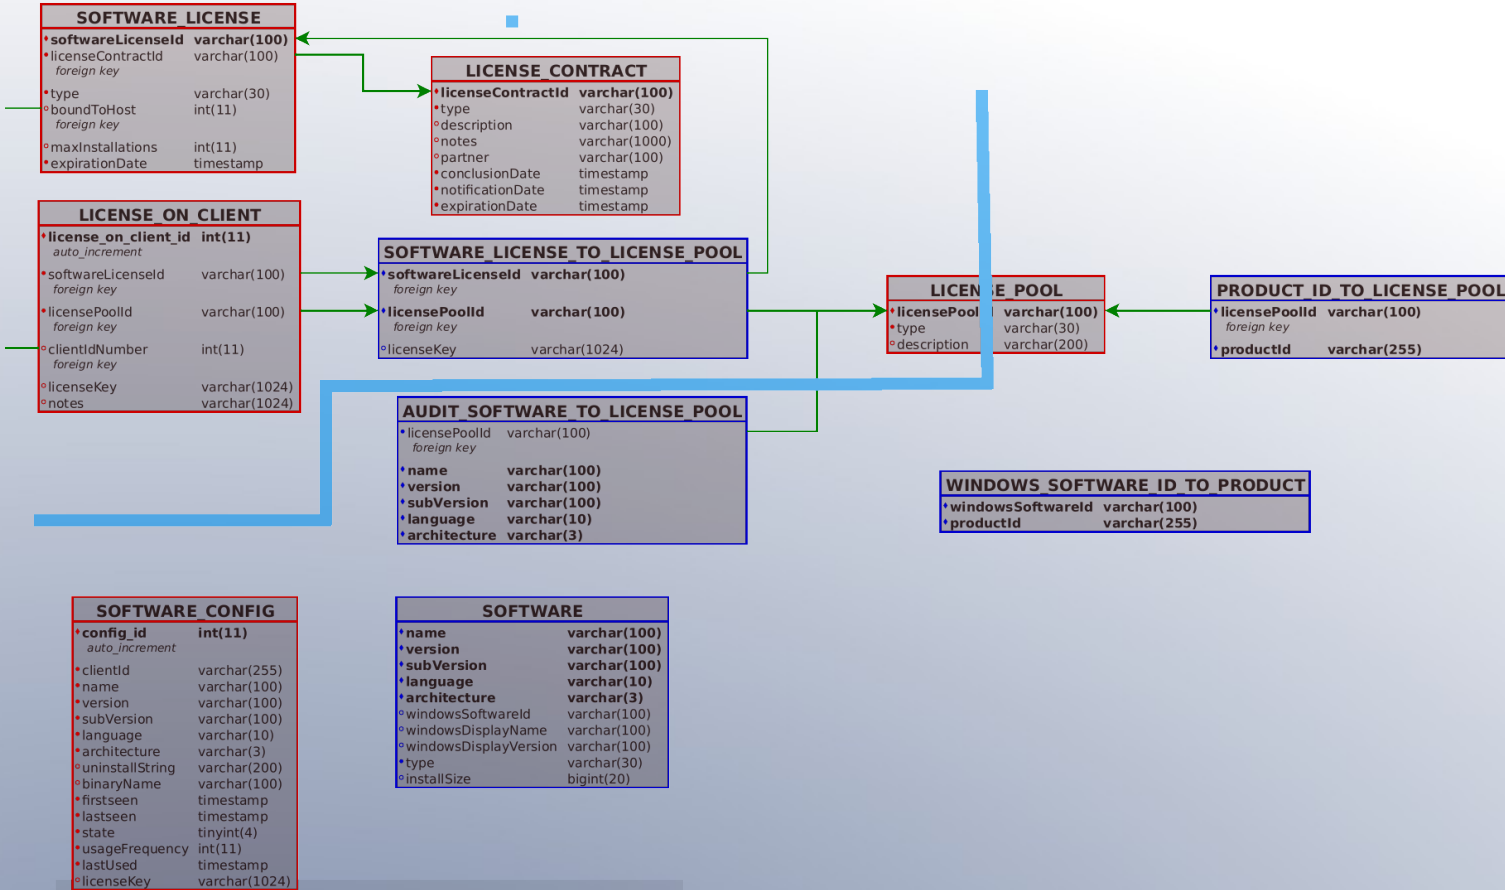 SOFTWARE_LICENSE
softwareLicenseId varchar(100)
licenseContractId varchar(100)
foreign key
type varchar(30)
boundToHost int(11)
foreign key
maxInstallations int(11)
expirationDate timestamp
LICENSE_CONTRACT
licenseContractId varchar(100)
type varchar(30)
description varchar(100)
notes varchar(1000)
partner varchar(100)
conclusionDate timestamp
notificationDate timestamp
expirationDate timestamp
LICENSE_ON_CLIENT
license_on_client_id int(11)
auto_increment
softwareLicenseId varchar(100)
foreign key
licensePoolId varchar(100)
foreign key
clientIdNumber int(11)
foreign key
licenseKey varchar(1024)
notes varchar(1024)
SOFTWARE_LICENSE_TO_LICENSE_POOL
softwareLicenseId varchar(100)
foreign key
licensePoolId varchar(100)
foreign key
licenseKey varchar(1024)
LICENSE_POOL
licensePoolI varchar(100)
type varchar(30)
description varchar(200)
PRODUCT_ID_TO_LICENSE_POOL
licensePoolId varchar(100)
foreign key
productId varchar(255)
AUDIT_SOFTWARE_TO_LICENSE_POOL
licensePoolId varchar(100)
foreign key
name varchar(100)
version varchar(100)
subVersion varchar(100)
language varchar(10)
architecture varchar(3)
WINDOWS_SOFTWARE_ID_TO_PRODUCT
windowsSoftwareId varchar(100)
productId varchar(255)
SOFTWARE_CONFIG
config_id int(11)
auto_increment
clientId varchar(255)
name varchar(100)
version varchar(100)
subVersion varchar(100)
language varchar(10)
architecture varchar(3)
uninstallString varchar(200)
binaryName varchar(100)
firstseen timestamp
lastseen timestamp
state tinyint(4)
usageFrequency int(11)
lastUsed timestamp
licenseKey varchar(1024)
SOFTWARE
name varchar(100)
version varchar(100)
subVersion varchar(100)
language varchar(10)
architecture varchar(3)
windowsSoftwareId varchar(100)
windowsDisplayName varchar(100)
windowsDisplayVersion varchar(100)
type varchar(30)
installSize bigint(20)